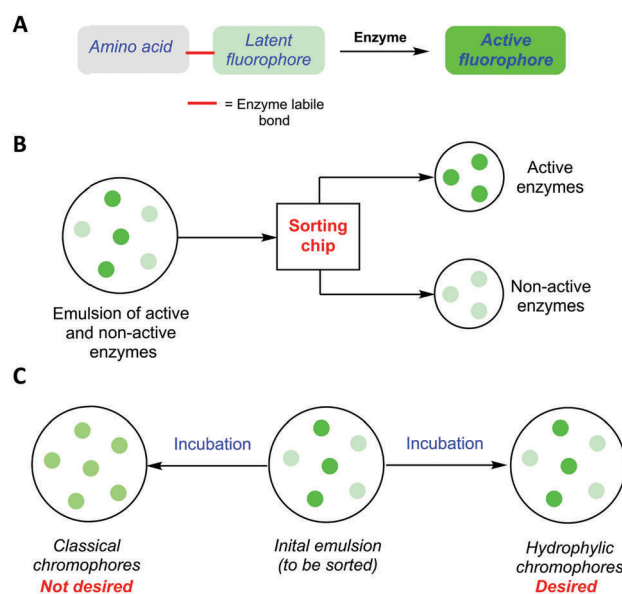 A
Amino acid
Latent
fluorophore
Enzyme
Active
fluorophore
= Enzyme labile
bond
B
Sorting
chip
Active
enzymes
Non-active
enzymes
Emulsion of active
and non-active
enzymes
C
Incubation
Incubation
Classical
chromophores
Not desired
Inital emulsion
(to be sorted)
Hydrophylic
chromophores
Desired